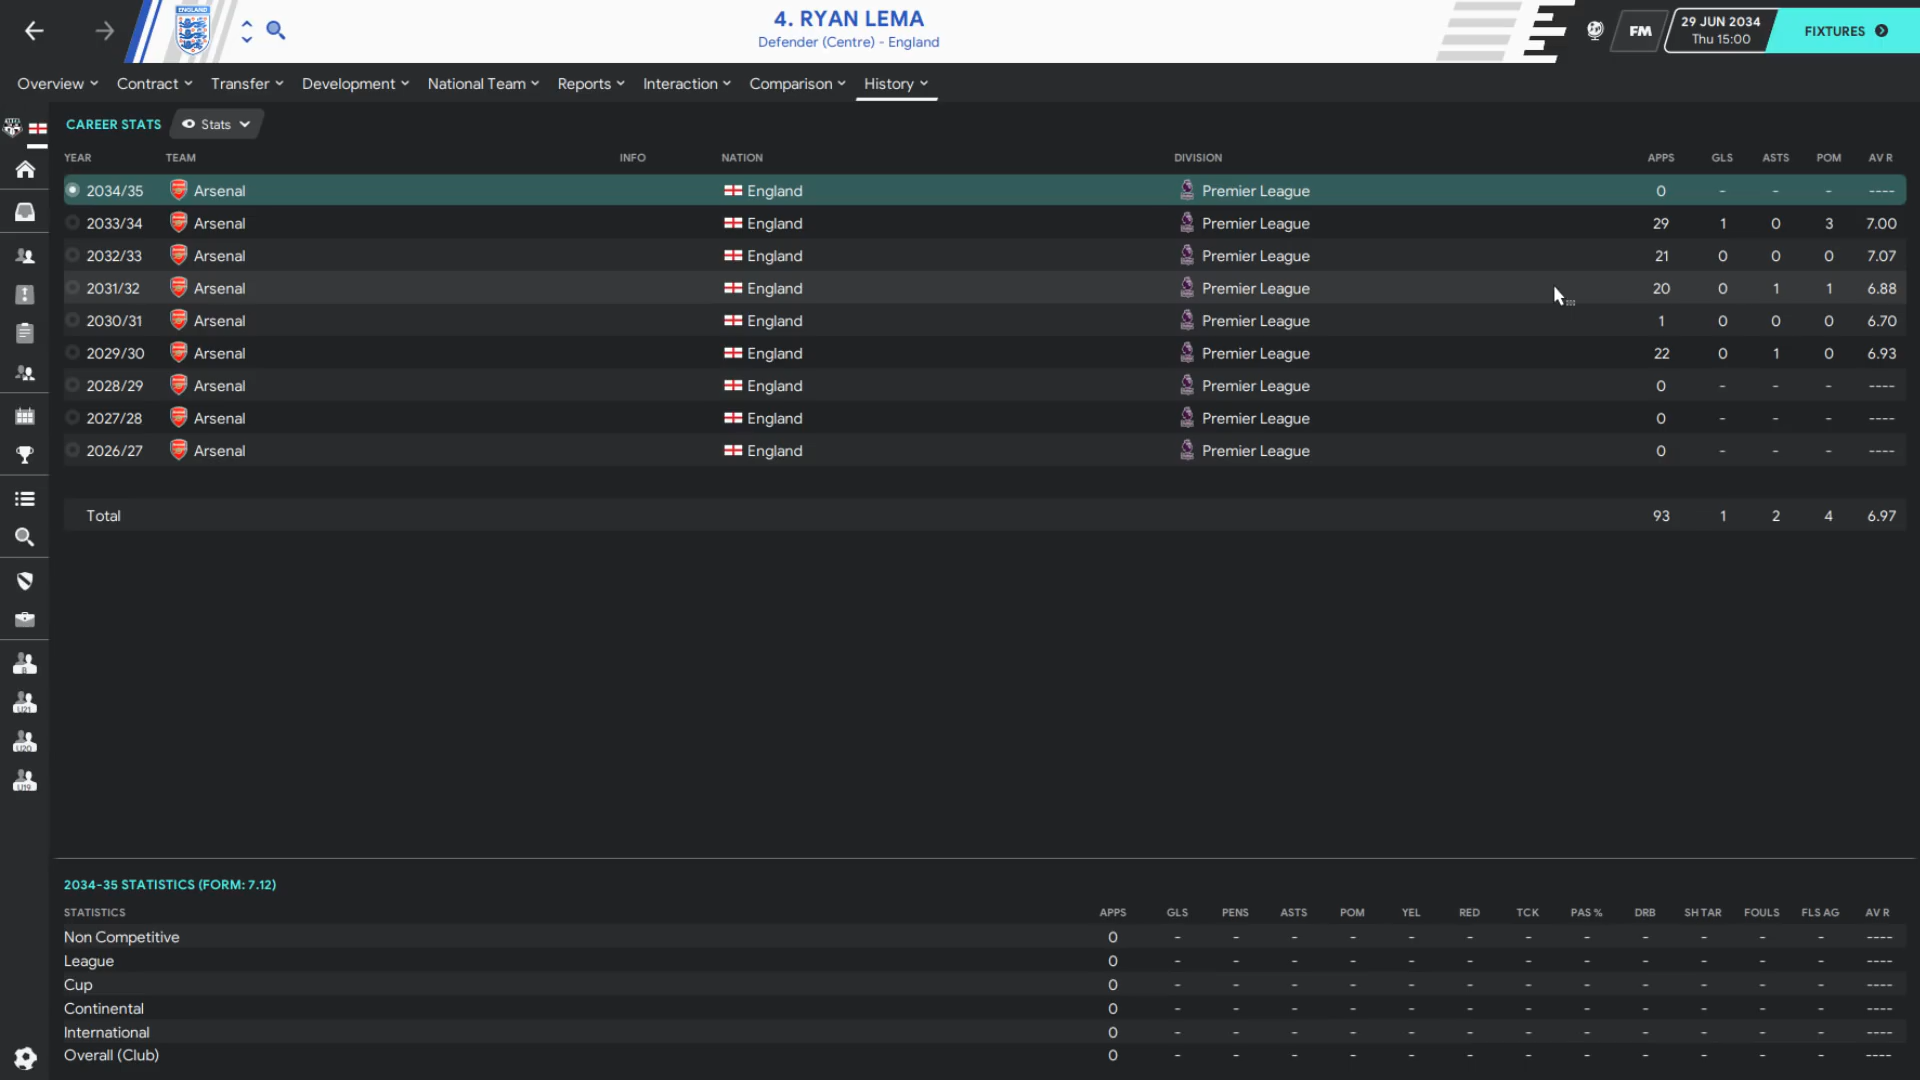 ENGLAND
4. RYAN LEMA
Defender (Centre) - England
FM
29 JUN 2034
Thu 15:00
FIXTURES
Overview Contract Transfer Development National Team Reports Interaction Comparison History
CAREER STATS Stats
YEAR TEAM INFO NATION DIVISION APPS GLS ASTS POM AV R
2034/35 Arsenal England Premier League 0 - - - ----
2033/34 Arsenal England Premier League 29 1 0 3 7.00
2032/33 Arsenal England Premier League 21 0 0 0 7.07
2031/32 Arsenal England Premier League 20 0 1 1 6.88
2030/31 Arsenal England Premier League 1 0 0 0 6.70
2029/30 Arsenal England Premier League 22 0 1 0 6.93
2028/29 Arsenal England Premier League 0 - - - ----
2027/28 Arsenal England Premier League 0 - - - ----
2026/27 Arsenal England Premier League 0 - - - ----
Total 93 1 2 4 6.97
B
U21
U20
U19
2034-35 STATISTICS (FORM: 7.12)
STATISTICS APPS GLS PENS ASTS POM YEL RED TCK PAS % DRB SH TAR FOULS FLS AG AV R
Non Competitive 0 - - - - - - - - - - - - ----
League 0 - - - - - - - - - - - - ----
Cup 0 - - - - - - - - - - - - ----
Continental 0 - - - - - - - - - - - - ----
International 0 - - - - - - - - - - - - ----
Overall (Club) 0 - - - - - - - - - - - - ----